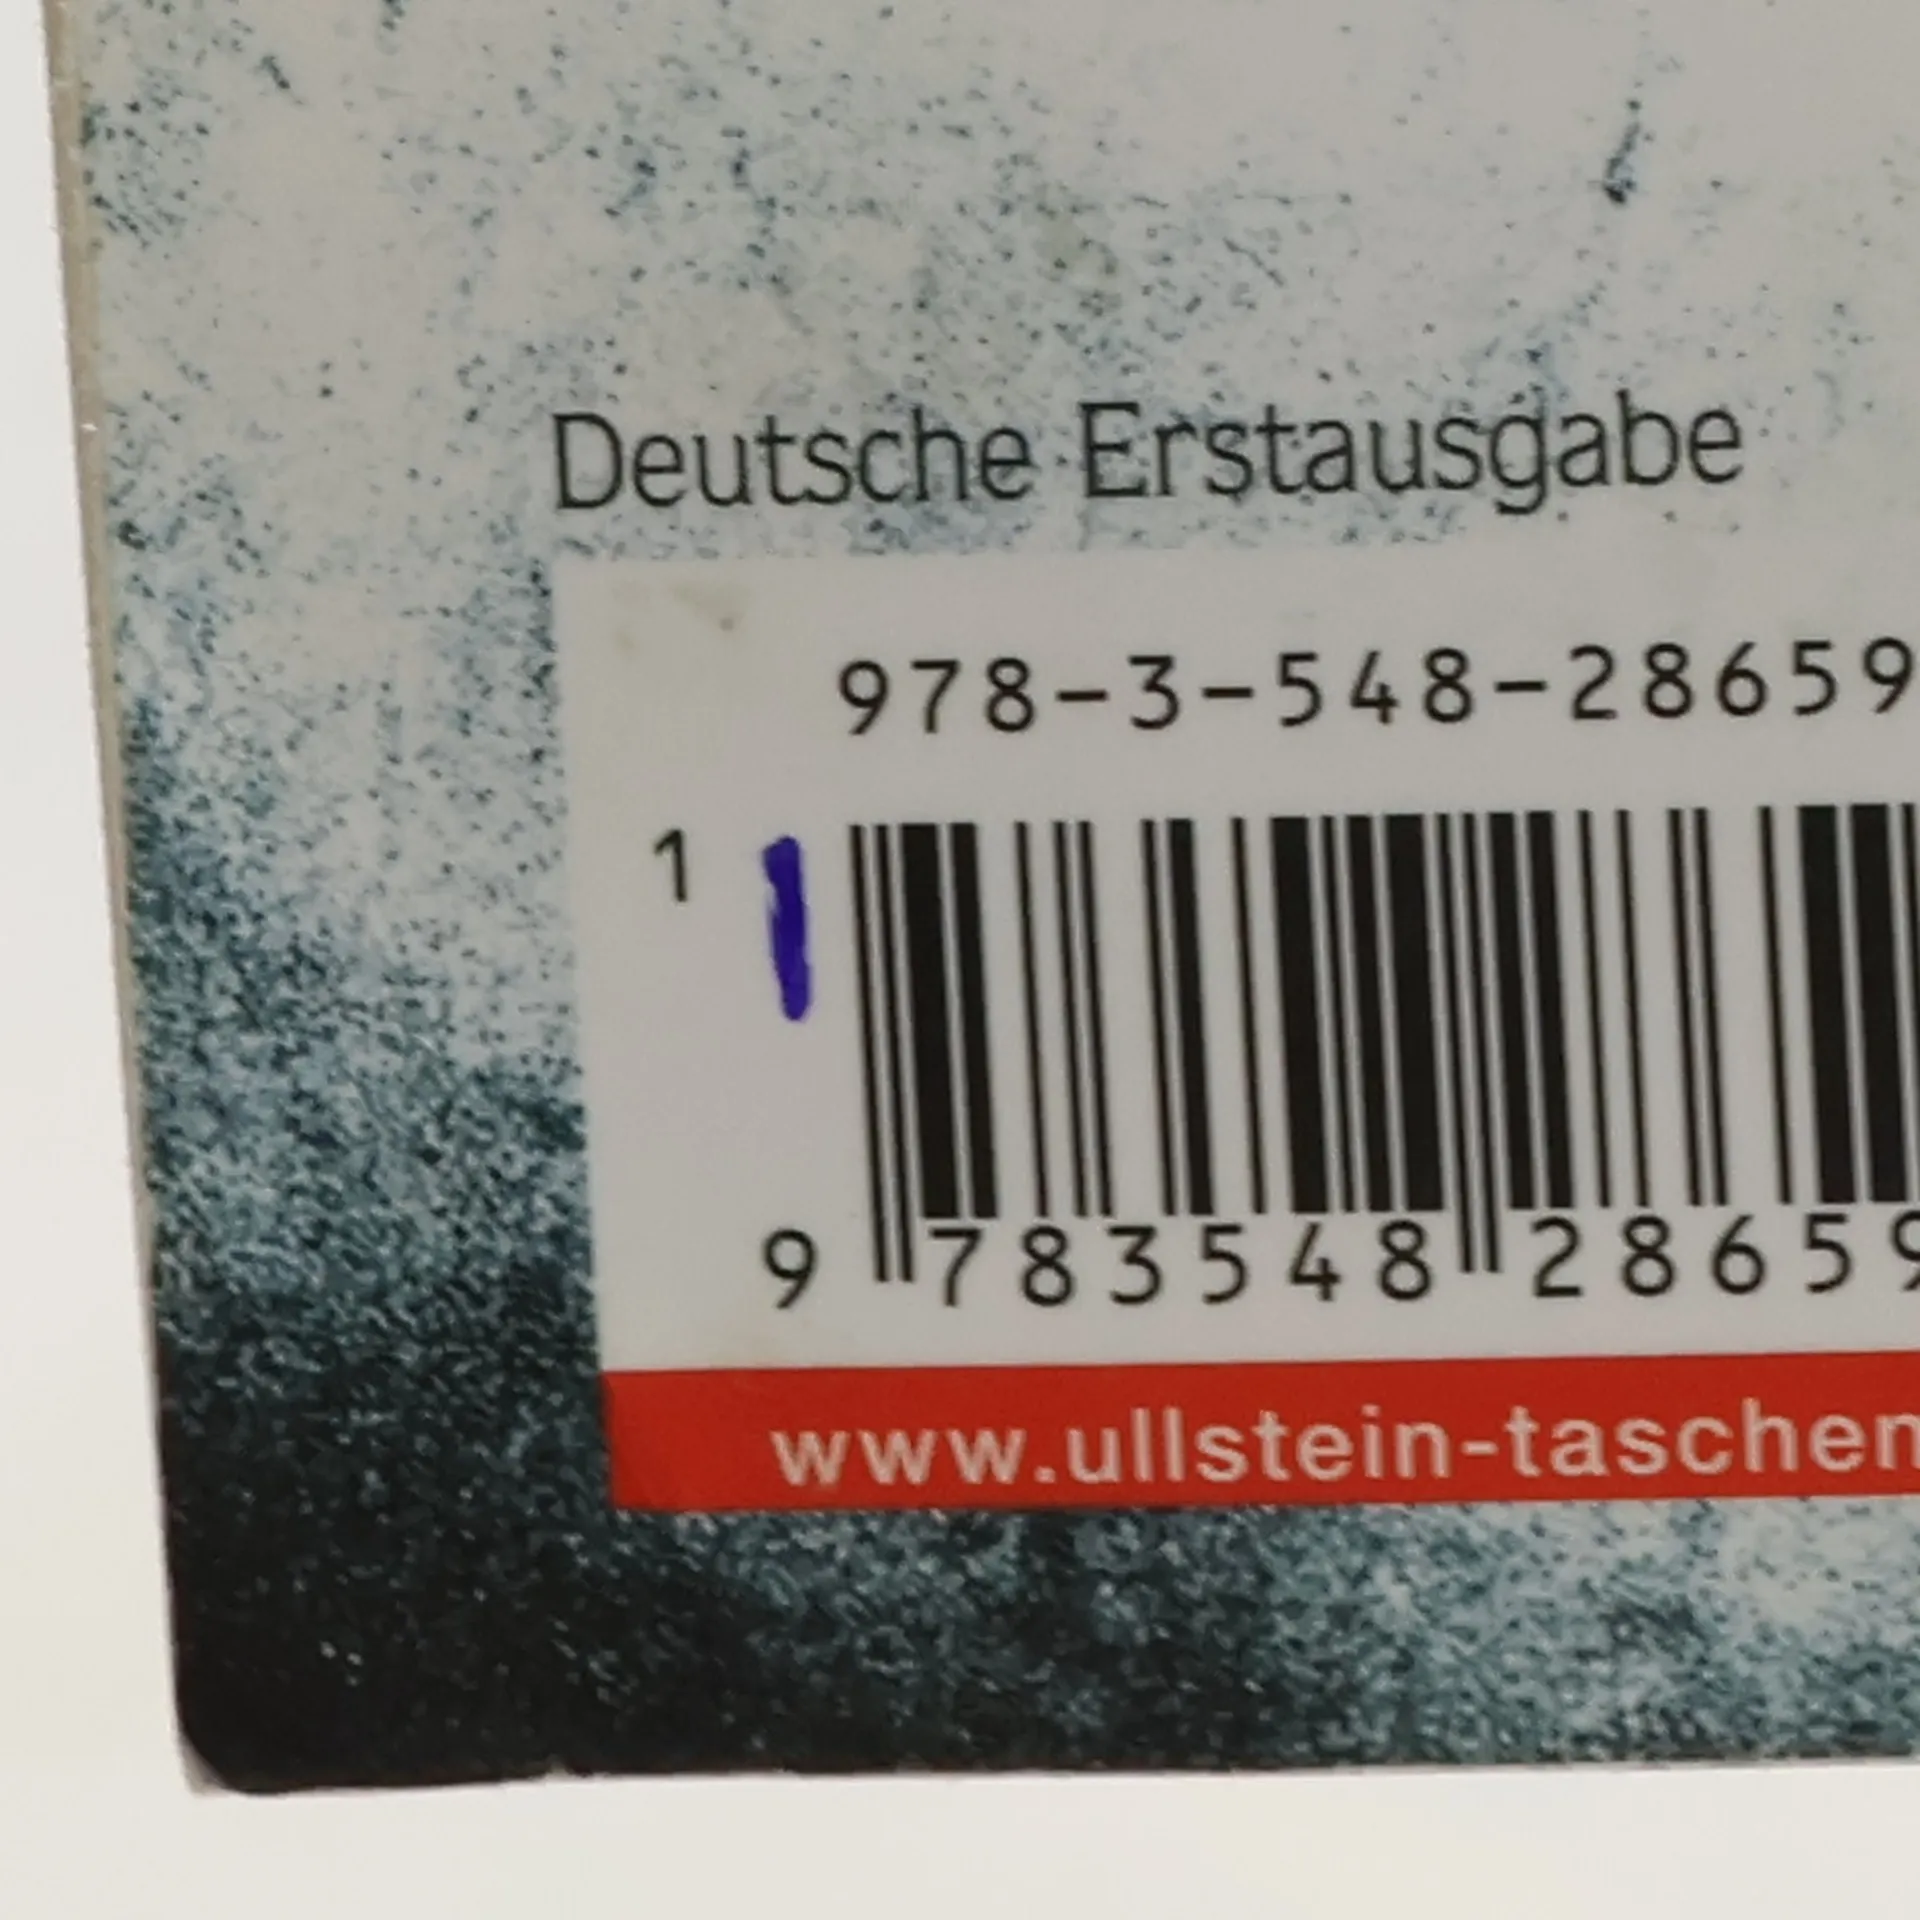 Deutsche Erstausgabe
978-3-548-28659
1
9 783548 28659
www.ullstein-taschen